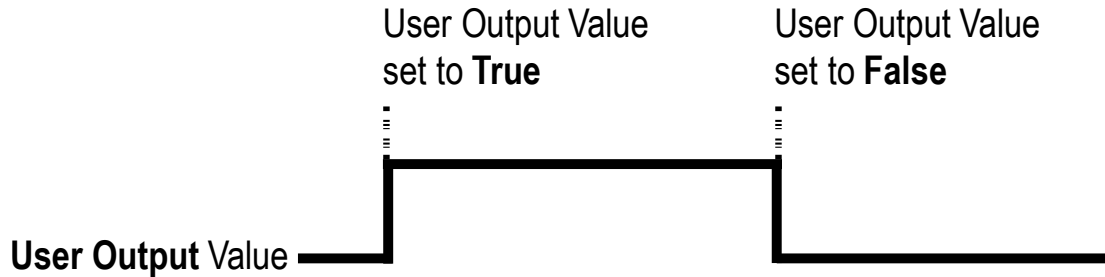 User Output Value
set to True
User Output Value
set to False
User Output Value